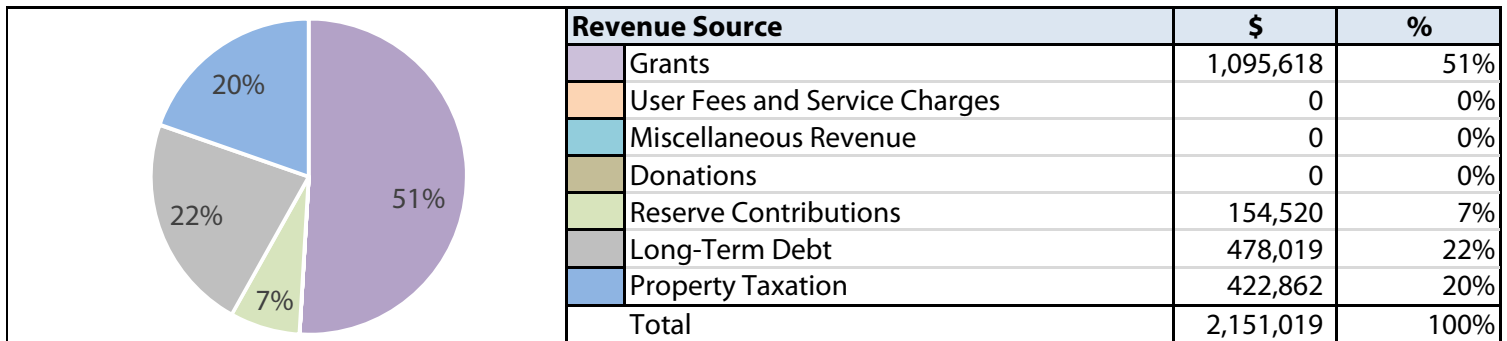 20%
51%
22%
7%
Revenue Source $ %
Grants 1,095,618 51%
User Fees and Service Charges 0 0%
Miscellaneous Revenue 0 0%
Donations 0 0%
Reserve Contributions 154,520 7%
Long-Term Debt 478,019 22%
Property Taxation 422,862 20%
Total 2,151,019 100%